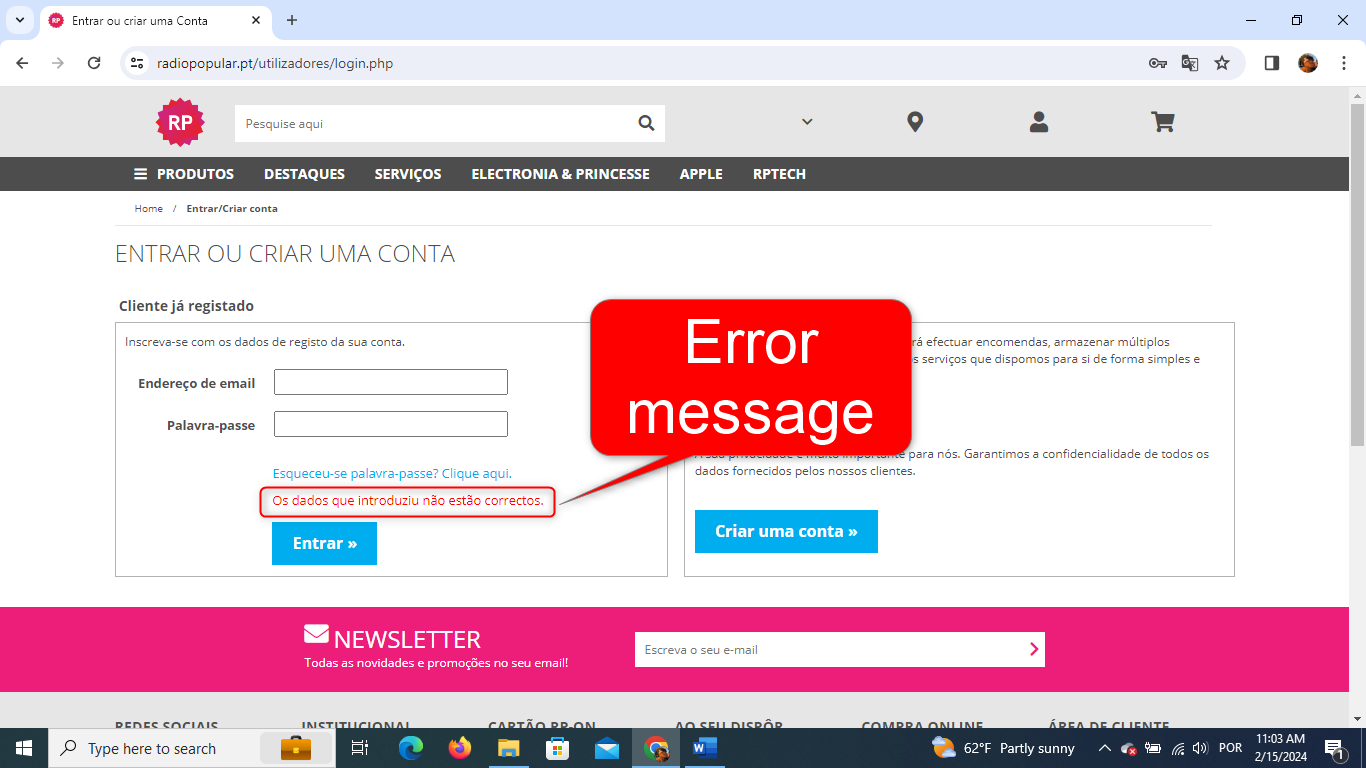 Entrar ou criar uma Conta
radiopopular.pt/utilizadores/login.php
RP
Pesquise aqui
PRODUTOS DESTAQUES SERVIÇOS ELECTRONIA & PRINCESSE APPLE RPTECH
Home / Entrar/Criar conta
ENTRAR OU CRIAR UMA CONTA
Cliente já registado
Inscreva-se com os dados de registo da sua conta.
Endereço de email
Palavra-passe
Esqueceu-se palavra-passe? Clique aqui.
Os dados que introduziu não estão correctos.
Entrar »
Error
message
efectuar encomendas, armazenar múltiplos
serviços que dispomos para si de forma simples e
para nós. Garantimos a confidencialidade de todos os
dados fornecidos pelos nossos clientes.
Criar uma conta »
NEWSLETTER
Todas as novidades e promoções no seu email!
Escreva o seu e-mail
REDES SOCIAIS INSTITUCIONAL CARTÃO RP-ON AO SEU DISPÔR COMPRA ONLINE ÁREA DE CLIENTE
Type here to search
62°F Partly sunny
POR
11:03 AM
2/15/2024
1